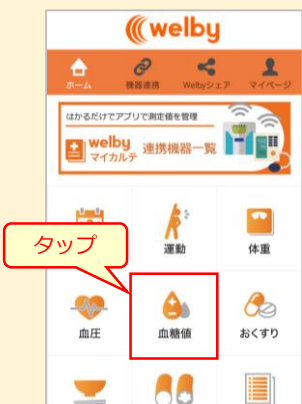 welby
ホーム 機器連携 Welbyシェア マイページ
はかるだけでアプリで測定値を管理
welby
マイカルテ 連携機器一覧
タップ
運動 体重
血圧 血糖値 おくすり